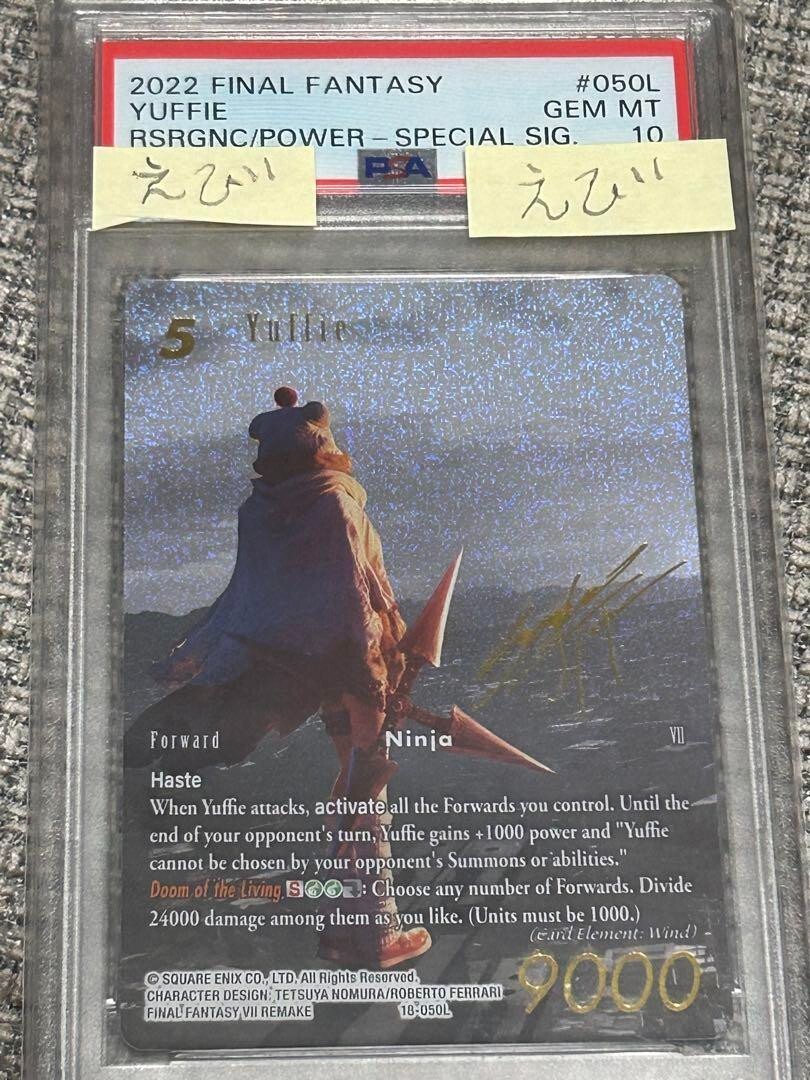 2022 FINAL FANTASY #050L
YUFFIE GEM MT
RSRGNC/POWER-SPECIAL SIG. 10
えび PSA えび
5 Yuffie
Forward Ninja VII
Haste
When Yuffie attacks, activate all the Forwards you control. Until the
end of your opponent's turn, Yuffie gains +1000 power and "Yuffie
cannot be chosen by your opponent's Summons or abilities."
Doom of the Living S: Choose any number of Forwards. Divide
24000 damage among them as you like. (Units must be 1000.)
(Card Element: Wind)
© SQUARE ENIX CO., LTD. All Rights Reserved.
CHARACTER DESIGN: TETSUYA NOMURA/ROBERTO FERRARI
FINAL FANTASY VII REMAKE 18-050L
9000